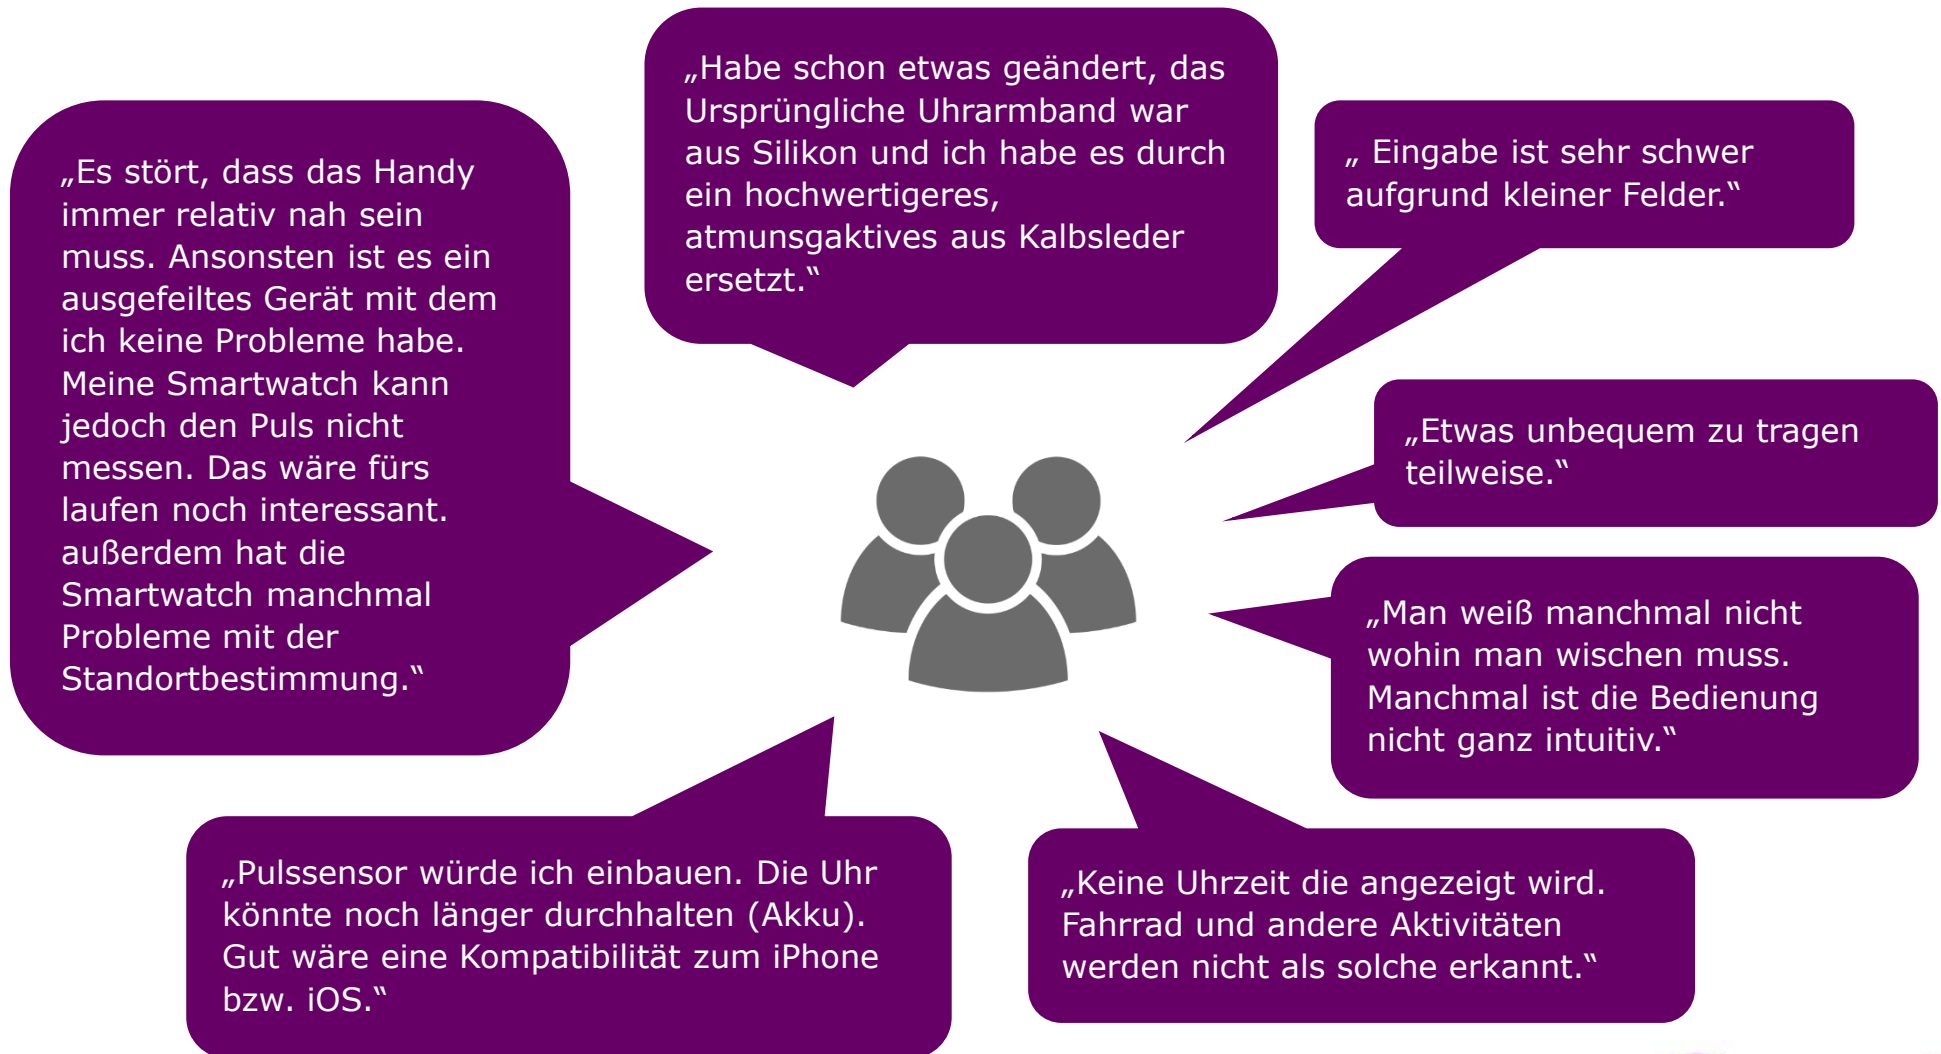 „Es stört, dass das Handy
immer relativ nah sein
muss. Ansonsten ist es ein
ausgefeiltes Gerät mit dem
ich keine Probleme habe.
Meine Smartwatch kann
jedoch den Puls nicht
messen. Das wäre fürs
laufen noch interessant.
außerdem hat die
Smartwatch manchmal
Probleme mit der
Standortbestimmung.“
„Habe schon etwas geändert, das
Ursprüngliche Uhrarmband war
aus Silikon und ich habe es durch
ein hochwertigeres,
atmunsgaktives aus Kalbsleder
ersetzt.“
„ Eingabe ist sehr schwer
aufgrund kleiner Felder.“
„Etwas unbequem zu tragen
teilweise.“
„Man weiß manchmal nicht
wohin man wischen muss.
Manchmal ist die Bedienung
nicht ganz intuitiv.“
„Pulssensor würde ich einbauen. Die Uhr
könnte noch länger durchhalten (Akku).
Gut wäre eine Kompatibilität zum iPhone
bzw. iOS.“
„Keine Uhrzeit die angezeigt wird.
Fahrrad und andere Aktivitäten
werden nicht als solche erkannt.“